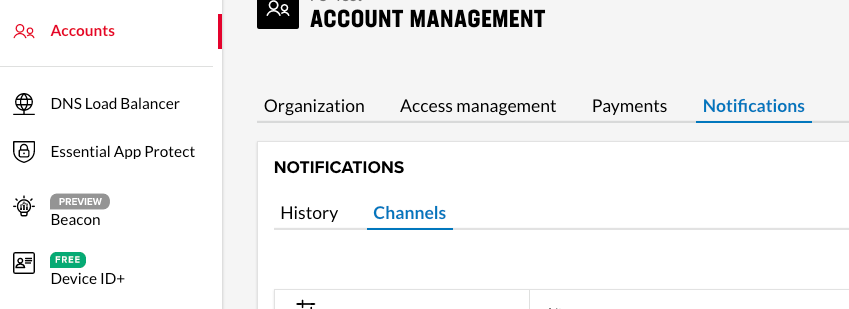 Accounts
DNS Load Balancer
Essential App Protect
PREVIEW
Beacon
FREE
Device ID+
ACCOUNT MANAGEMENT
Organization
Access management
Payments
Notifications
NOTIFICATIONS
History
Channels